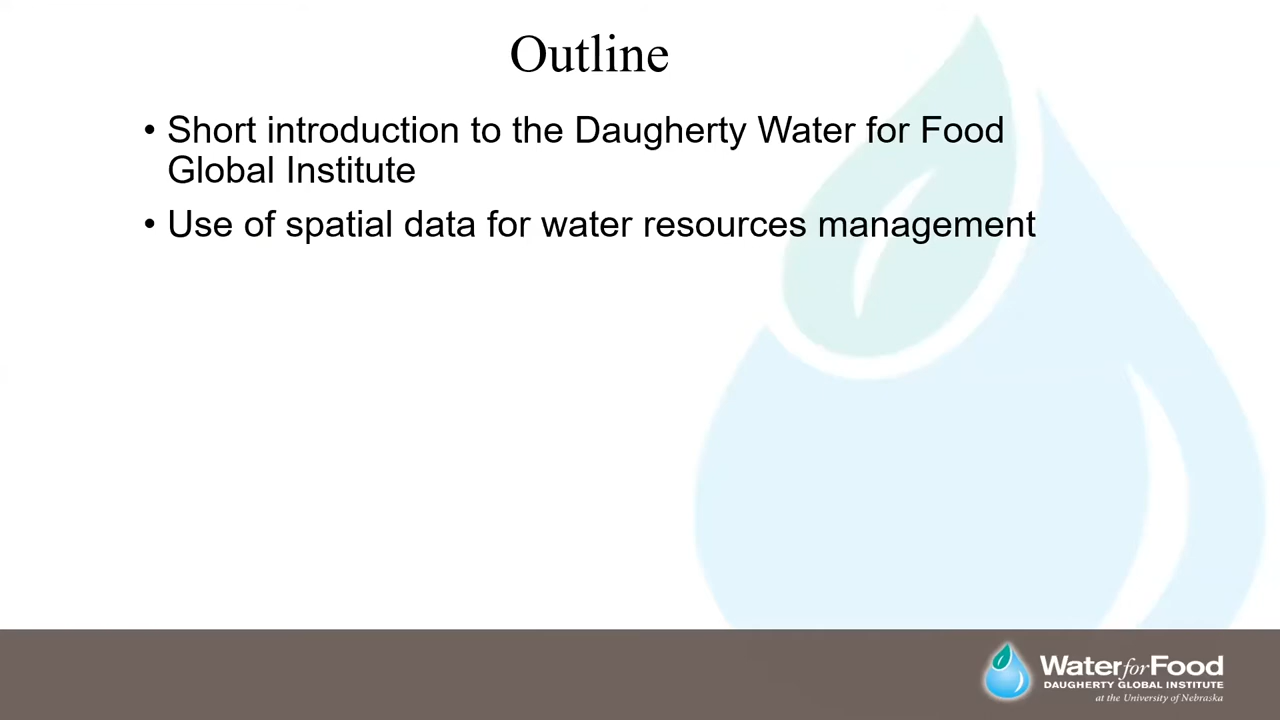 Outline
• Short introduction to the Daugherty Water for Food
Global Institute
• Use of spatial data for water resources management
Water for Food
DAUGHERTY GLOBAL INSTITUTE
at the University of Nebraska